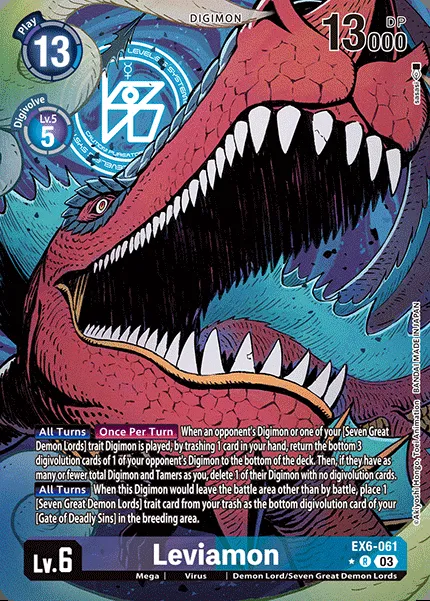 DIGIMON
Play
13
DP
13000
Digivolve
Lv.5
5
sasasi
All Turns Once Per Turn When an opponent's Digimon or one of your [Seven Great
Demon Lords] trait Digimon is played, by trashing 1 card in your hand, return the bottom 3
digivolution cards of 1 of your opponent's Digimon to the bottom of the deck. Then, if they have as
many or fewer total Digimon and Tamers as you, delete 1 of their Digimon with no digivolution cards.
All Turns When this Digimon would leave the battle area other than by battle, place 1
[Seven Great Demon Lords] trait card from your trash as the bottom digivolution card of your
[Gate of Deadly Sins] in the breeding area.
©Akiyoshi Hongo, Toei Animation BANDAI MADE IN JAPAN
Lv.6
Leviamon
EX6-061
★ R 03
Mega | Virus | Demon Lord/Seven Great Demon Lords